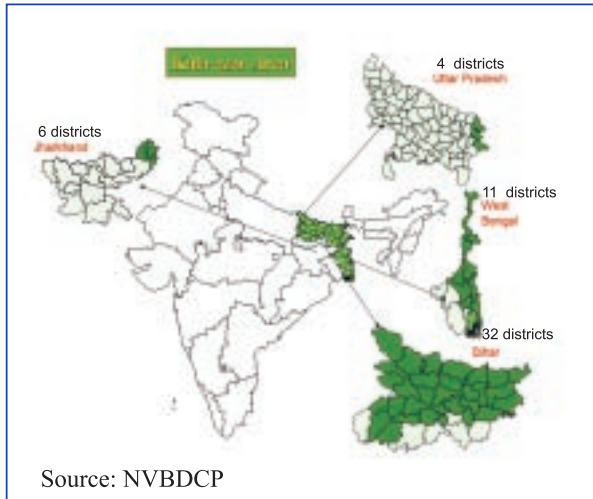 4 districts
Uttar Pradesh
6 districts
Jharkhand
11 districts
West
Bengal
32 districts
Bihar
Source: NVBDCP